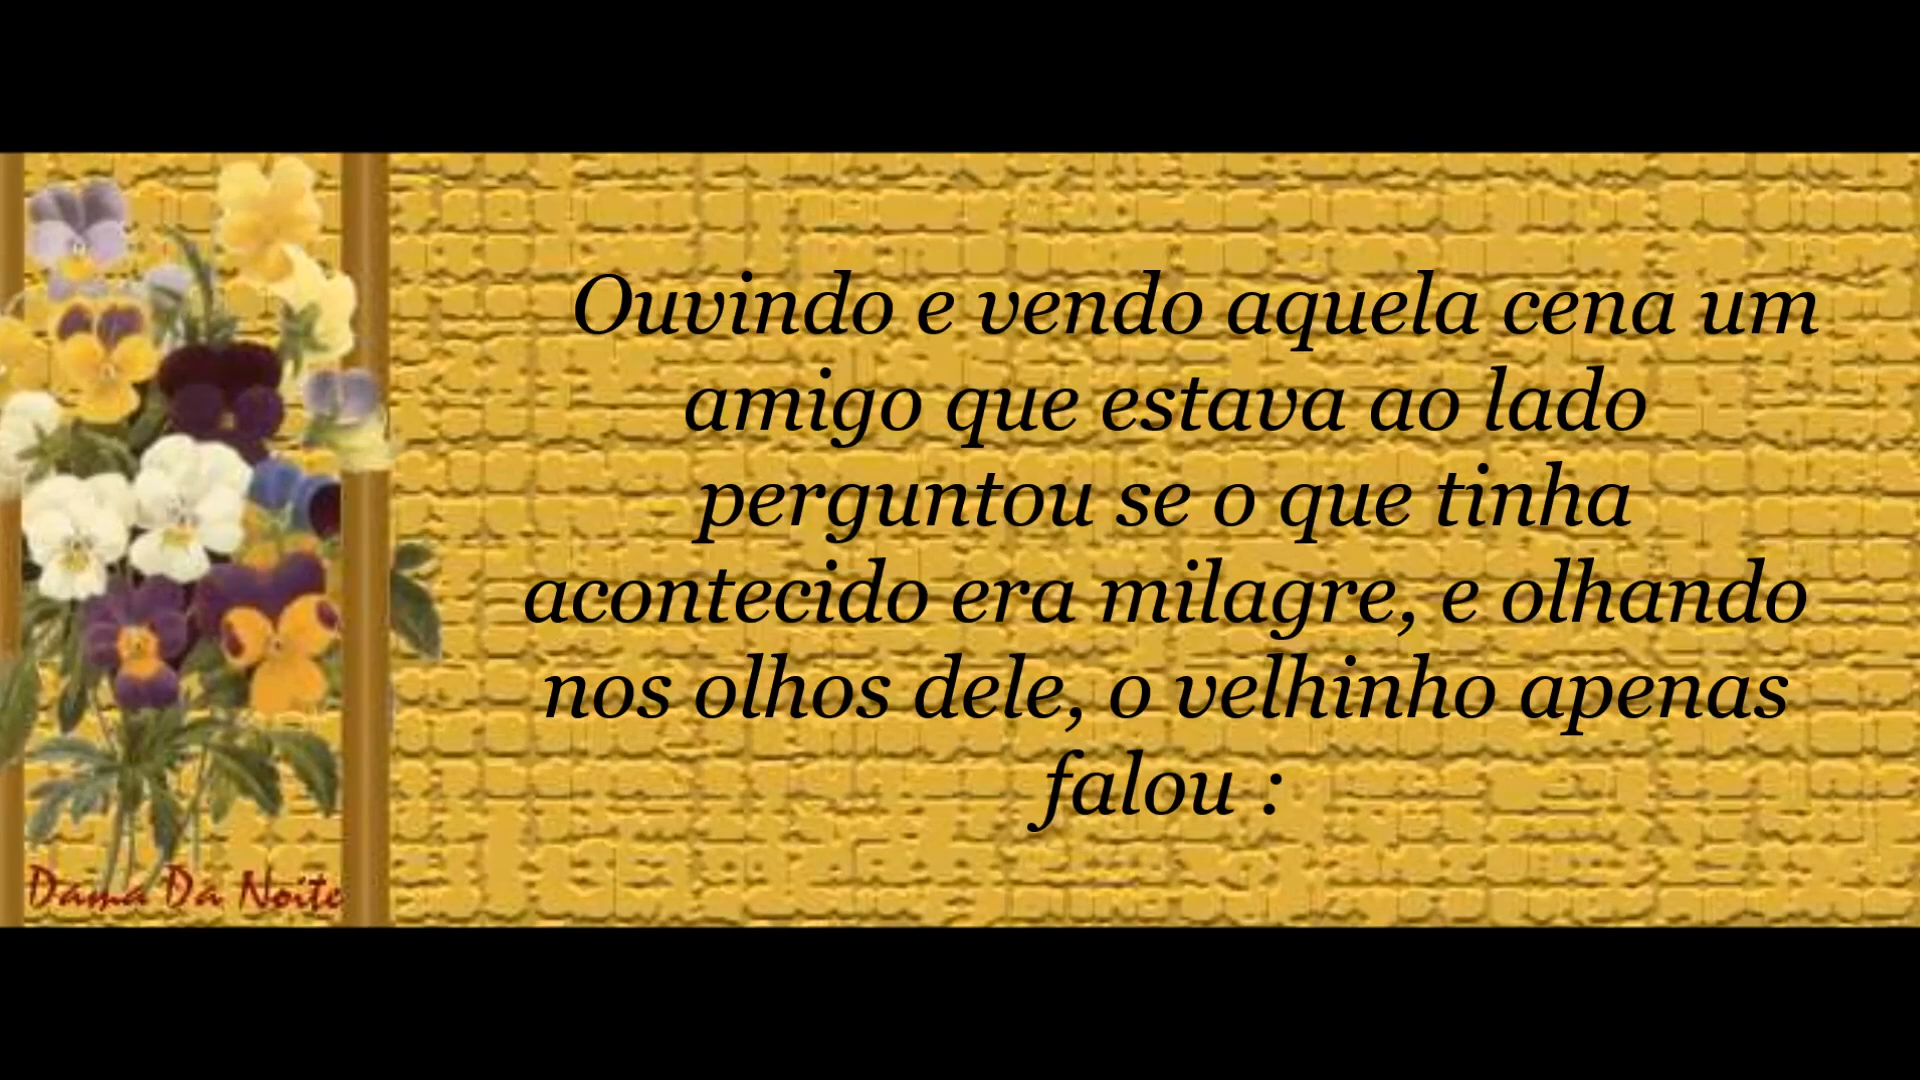 Ouvindo e vendo aquela cena um
amigo que estava ao lado
perguntou se o que tinha
acontecido era milagre, e olhando
nos olhos dele, o velhinho apenas
falou :
Dama Da Noite